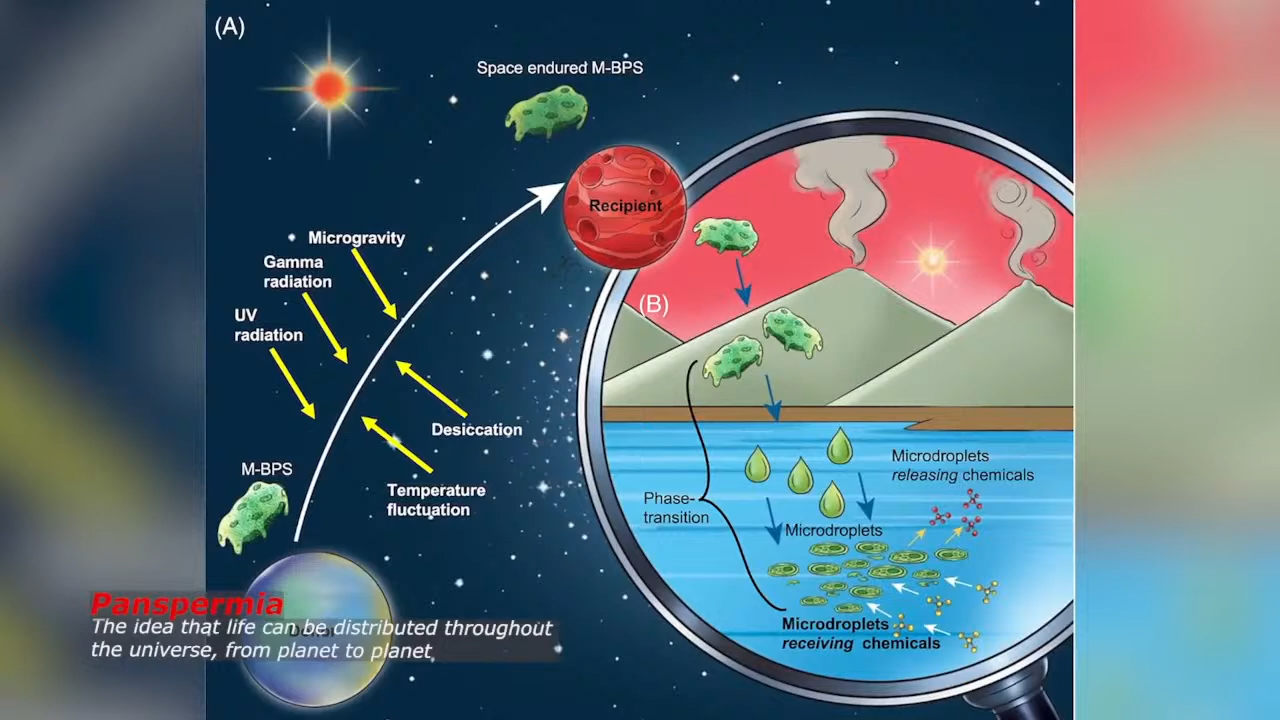 (A)
Space endured M-BPS
Recipient
Microgravity
Gamma
radiation
UV
radiation
(B)
Desiccation
Temperature
fluctuation
M-BPS
Microdroplets
releasing chemicals
Phase-
transition
Microdroplets
Microdroplets
receiving chemicals
Panspermia
The idea that life can be distributed throughout
the universe, from planet to planet